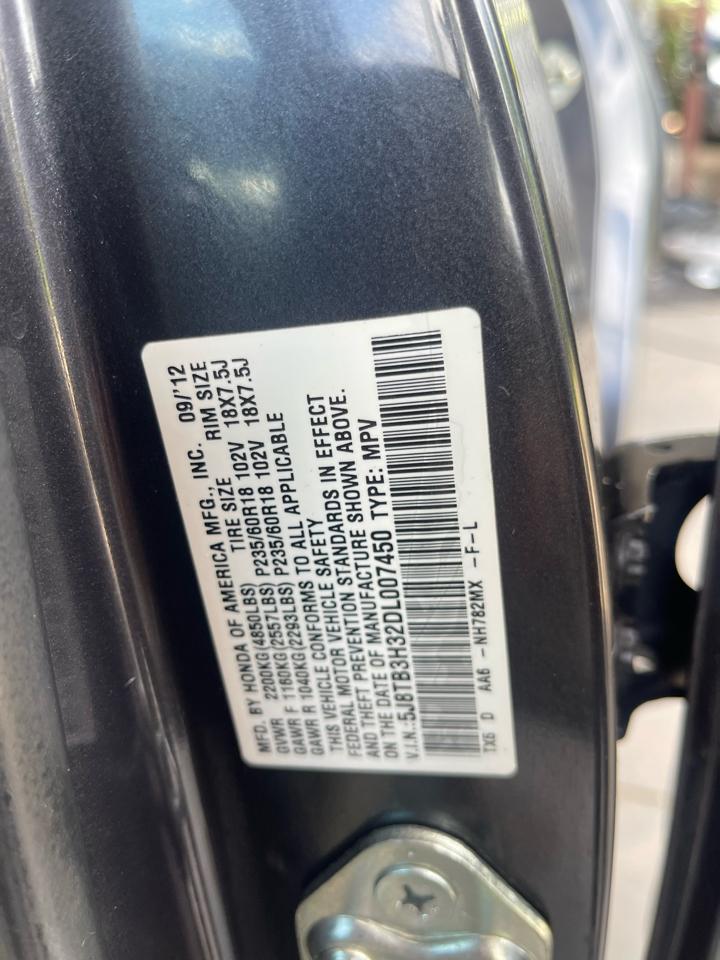 MFD. BY HONDA OF AMERICA MFG., INC. 09/'12
TIRE SIZE RIM SIZE
GVWR 2200KG(4850LBS) P235/60R18 102V 18X7.5J
GAWR F 1160KG(2557LBS) P235/60R18 102V 18X7.5J
GAWR R 1040KG(2293LBS) TO ALL APPLICABLE
THIS VEHICLE CONFORMS
FEDERAL MOTOR VEHICLE SAFETY
AND THEFT PREVENTION STANDARDS IN EFFECT
ON THE DATE OF MANUFACTURE SHOWN ABOVE.
V.I.N.:5J8TB3H32DL007450 TYPE: MPV
TX6 D AA6 -NH782MX -F-L